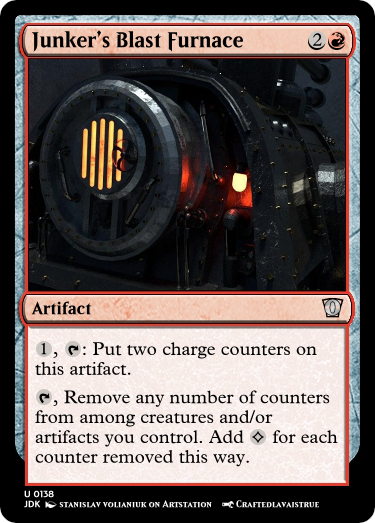 Junker's Blast Furnace 2
Artifact
1, : Put two charge counters on
this artifact.
, Remove any number of counters
from among creatures and/or
artifacts you control. Add for each
counter removed this way.
U 0138
JDK STANISLAV VOLIANIUK ON ARTSTATION CRAFTEDLAVAISTRUE